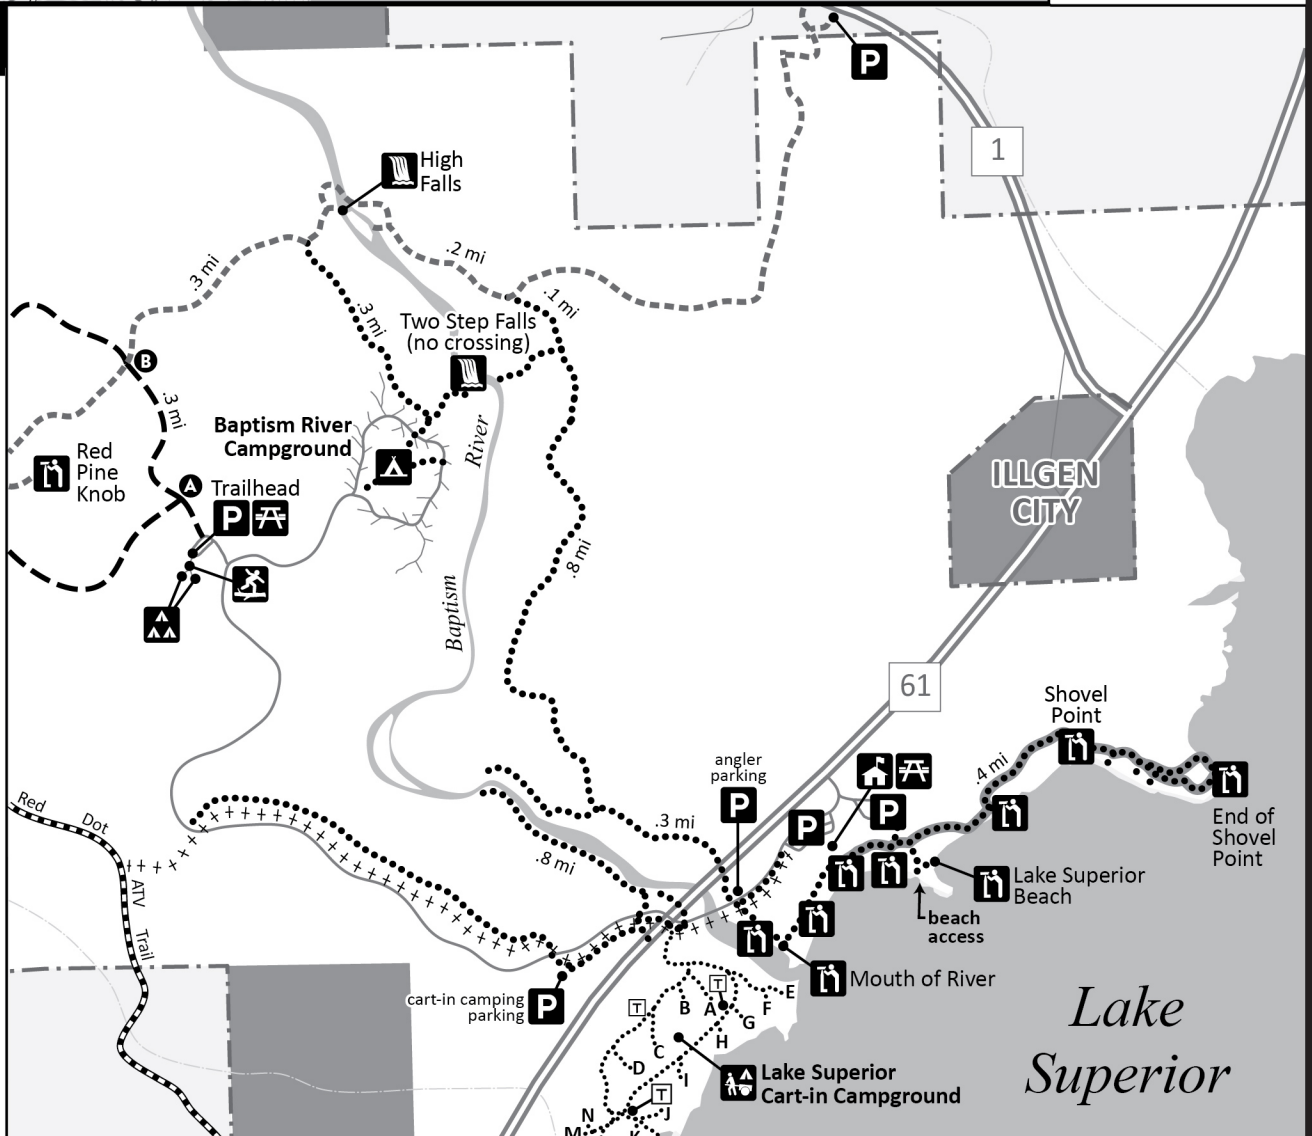 P
1
High
Falls
.2 mi
.3 mi
.1 mi
.3 mi
Two Step Falls
(no crossing)
B
.3 mi
Baptism River
Campground
River
Red
Pine
Knob
A
Trailhead
P
ILLGEN
CITY
.8 mi
Baptism
61
Shovel
Point
angler
parking
P
.4 mi
Red
Dot
ATV
Trail
.3 mi
P
P
End of
Shovel
Point
.8 mi
Lake Superior
Beach
beach
access
Mouth of River
cart-in camping
parking
P
T
T
B
A
E
F
G
H
C
D
I
T
J
N
M
K
Lake Superior
Cart-in Campground
Lake
Superior